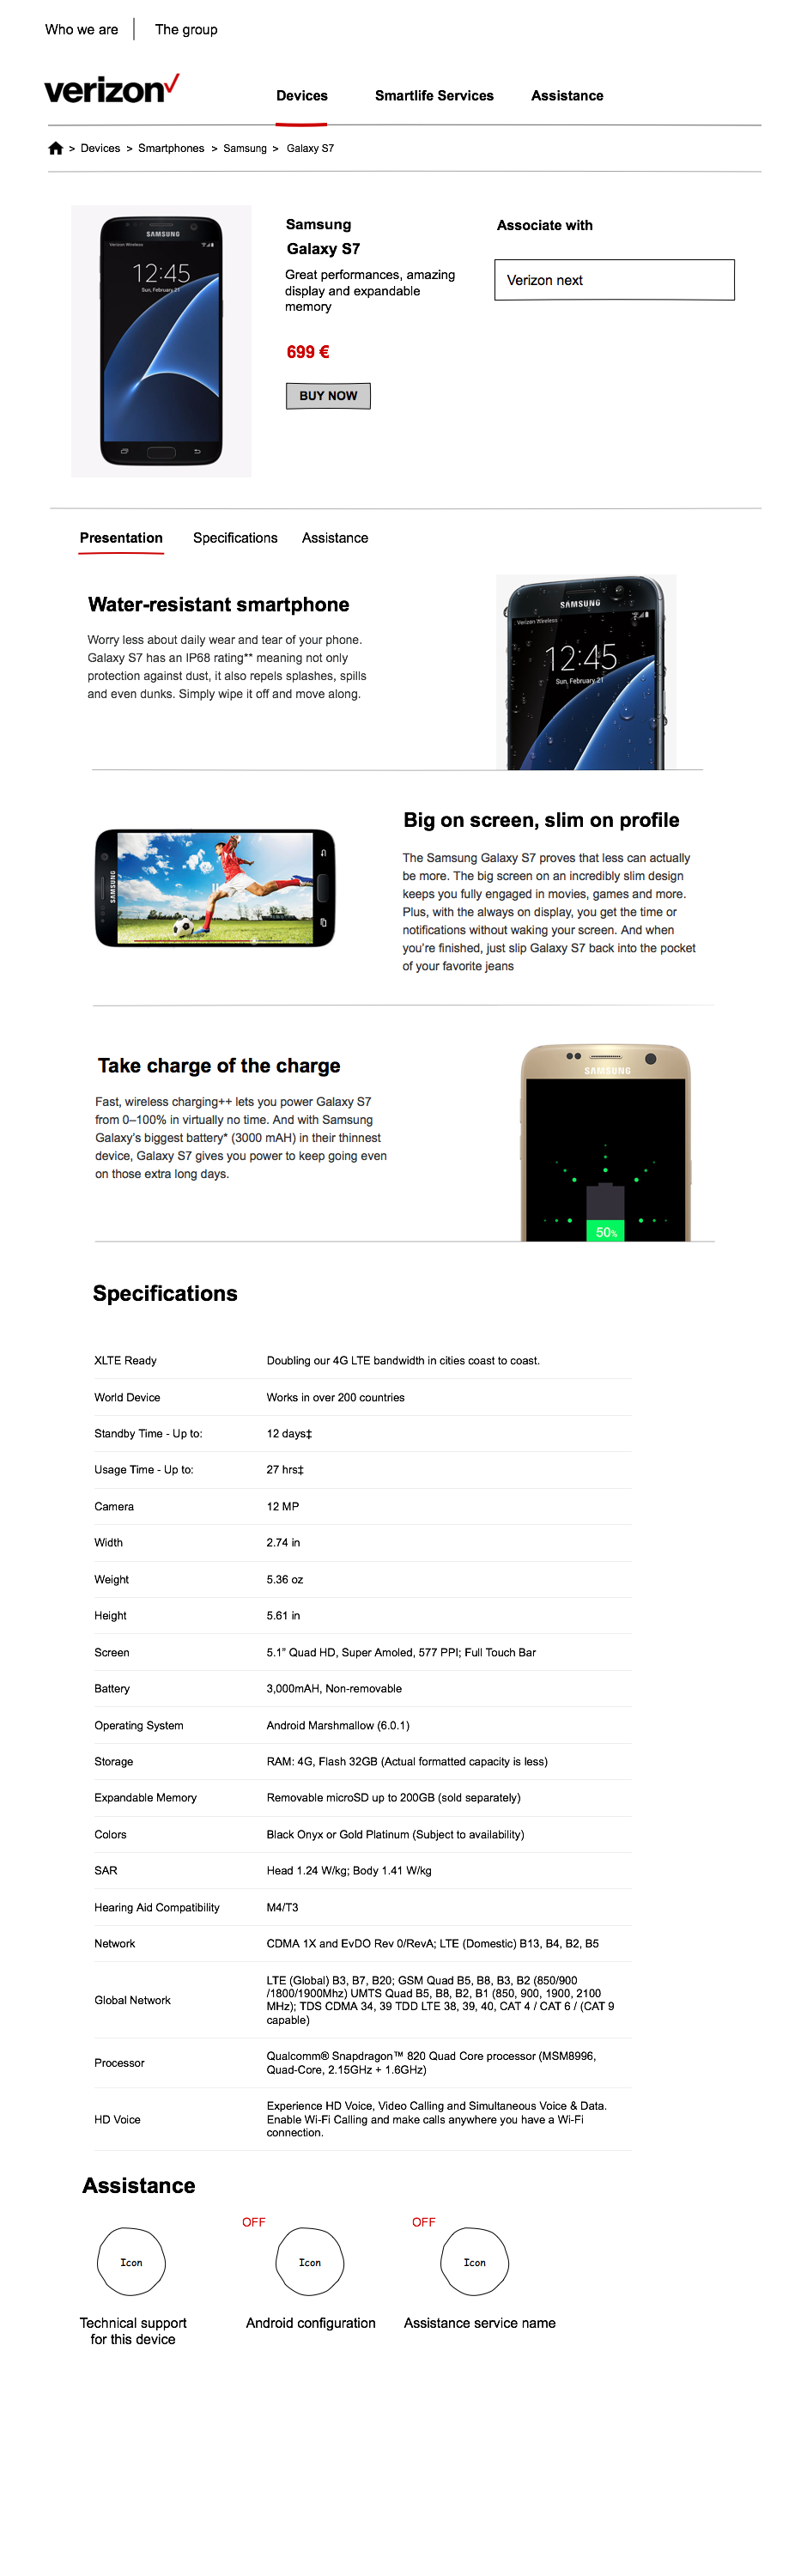 Who we are
The group
verizon
Devices
Smartlife Services
Assistance
> Devices > Smartphones > Samsung > Galaxy S7
SAMSUNG
Verizon Wireless
12:45
Sun, February 21
Samsung
Galaxy S7
Great performances, amazing
display and expandable
memory
699 €
BUY NOW
Associate with
Verizon next
Presentation
Specifications
Assistance
Water-resistant smartphone
Worry less about daily wear and tear of your phone.
Galaxy S7 has an IP68 rating** meaning not only
protection against dust, it also repels splashes, spills
and even dunks. Simply wipe it off and move along.
SAMSUNG
Verizon Wireless
12:45
Sun, February 21
SAMSUNG
Big on screen, slim on profile
The Samsung Galaxy S7 proves that less can actually
be more. The big screen on an incredibly slim design
keeps you fully engaged in movies, games and more.
Plus, with the always on display, you get the time or
notifications without waking your screen. And when
you're finished, just slip Galaxy S7 back into the pocket
of your favorite jeans
Take charge of the charge
Fast, wireless charging++ lets you power Galaxy S7
from 0–100% in virtually no time. And with Samsung
Galaxy's biggest battery* (3000 mAH) in their thinnest
device, Galaxy S7 gives you power to keep going even
on those extra long days.
SAMSUNG
50%
Specifications
XLTE Ready Doubling our 4G LTE bandwidth in cities coast to coast.
World Device Works in over 200 countries
Standby Time - Up to: 12 days‡
Usage Time - Up to: 27 hrs‡
Camera 12 MP
Width 2.74 in
Weight 5.36 oz
Height 5.61 in
Screen 5.1” Quad HD, Super Amoled, 577 PPI; Full Touch Bar
Battery 3,000mAH, Non-removable
Operating System Android Marshmallow (6.0.1)
Storage RAM: 4G, Flash 32GB (Actual formatted capacity is less)
Expandable Memory Removable microSD up to 200GB (sold separately)
Colors Black Onyx or Gold Platinum (Subject to availability)
SAR Head 1.24 W/kg; Body 1.41 W/kg
Hearing Aid Compatibility M4/T3
Network CDMA 1X and EvDO Rev 0/RevA; LTE (Domestic) B13, B4, B2, B5
Global Network
LTE (Global) B3, B7, B20; GSM Quad B5, B8, B3, B2 (850/900
/1800/1900Mhz) UMTS Quad B5, B8, B2, B1 (850, 900, 1900, 2100
MHz); TDS CDMA 34, 39 TDD LTE 38, 39, 40, CAT 4 / CAT 6 / (CAT 9
capable)
Processor
Qualcomm® Snapdragon™ 820 Quad Core processor (MSM8996,
Quad-Core, 2.15GHz + 1.6GHz)
HD Voice
Experience HD Voice, Video Calling and Simultaneous Voice & Data.
Enable Wi-Fi Calling and make calls anywhere you have a Wi-Fi
connection.
Assistance
Icon
Technical support
for this device
OFF
Icon
Android configuration
OFF
Icon
Assistance service name